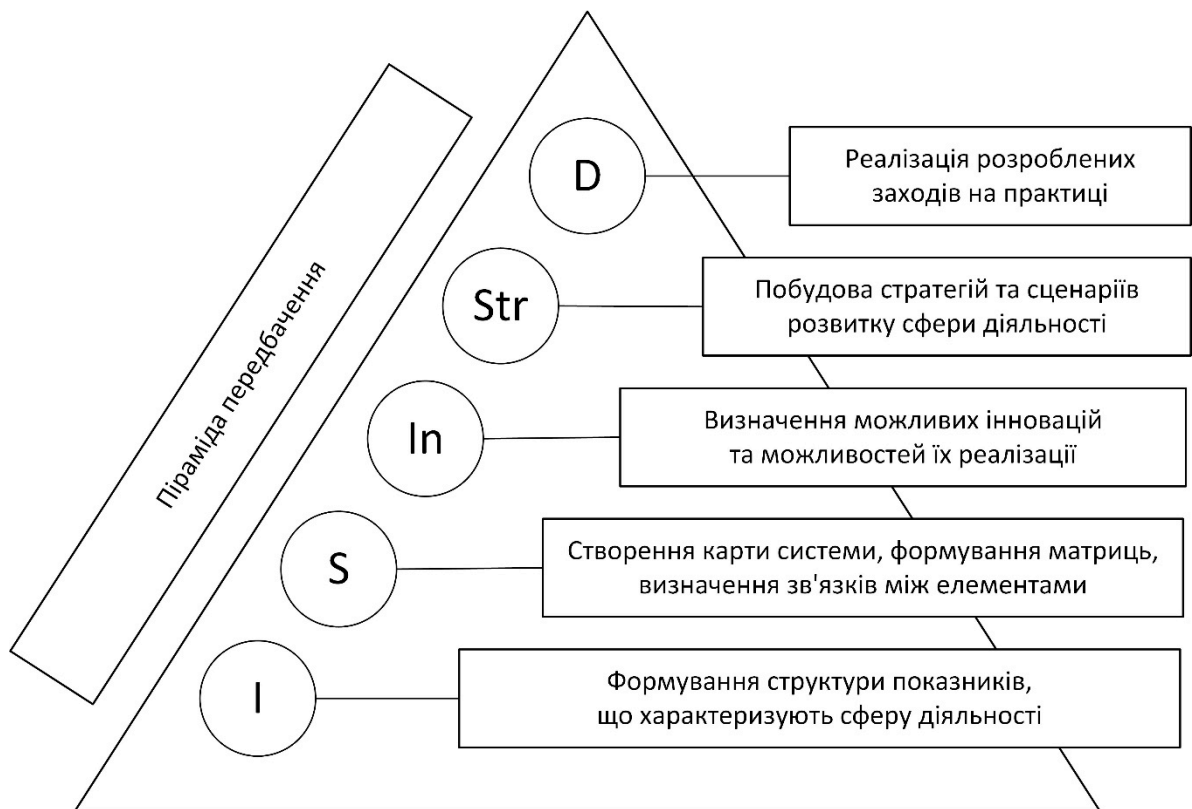 Піраміда передбачення
D
Реалізація розроблених
заходів на практиці
Str
Побудова стратегій та сценаріїв
розвитку сфери діяльності
In
Визначення можливих інновацій
та можливостей їх реалізації
S
Створення карти системи, формування матриць,
визначення зв'язків між елементами
I
Формування структури показників,
що характеризують сферу діяльності